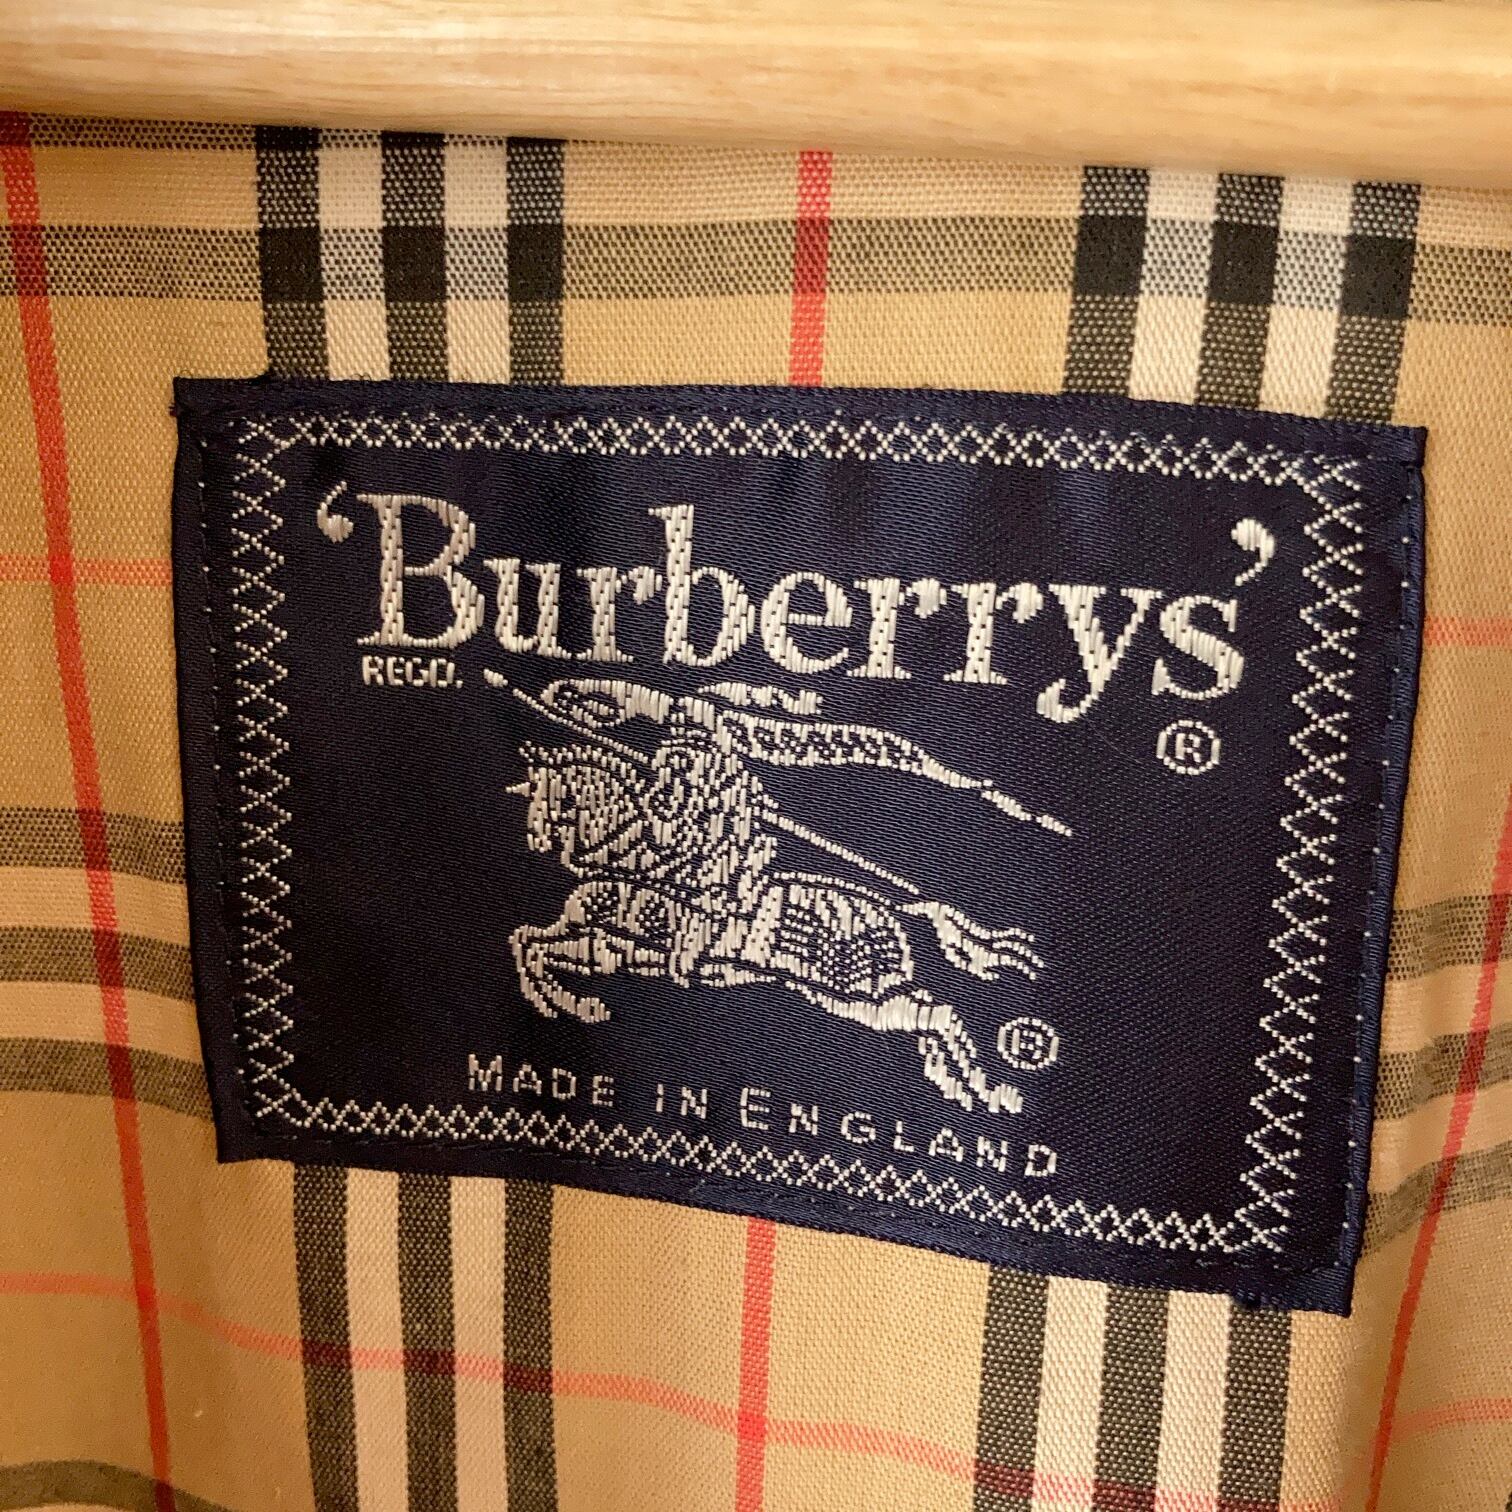 ‘Burberrys’
REGD. ®
®
MADE IN ENGLAND